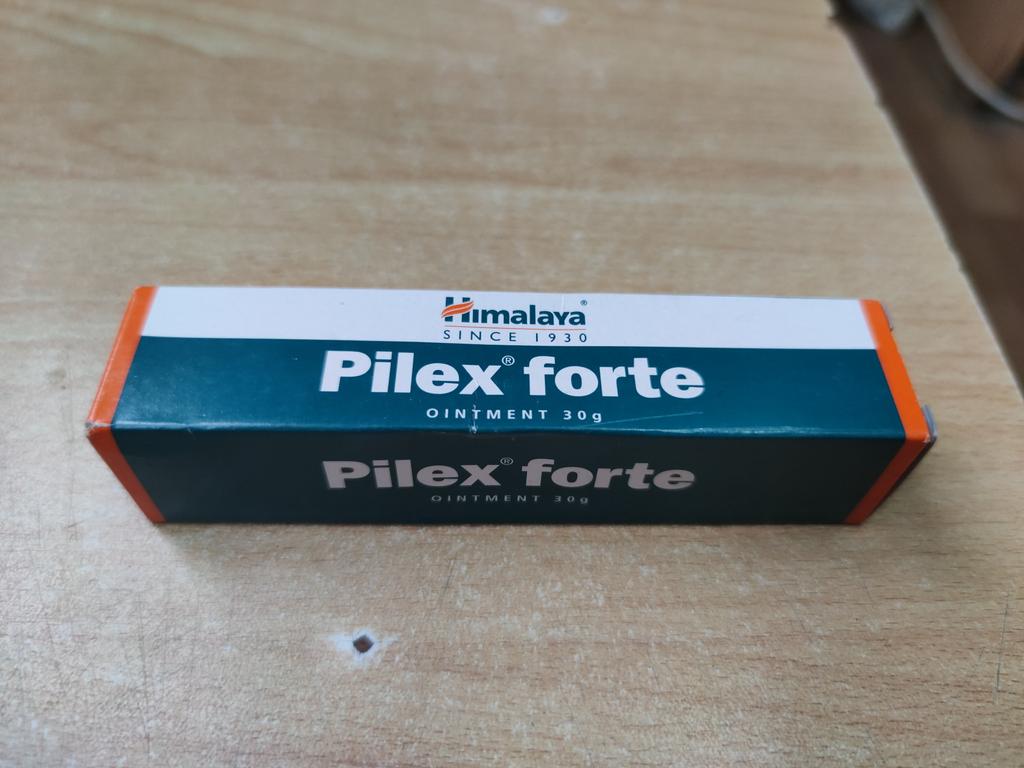 Himalaya®
SINCE 1930
Pilex® forte
OINTMENT 30g
Pilex® forte
OINTMENT 30g